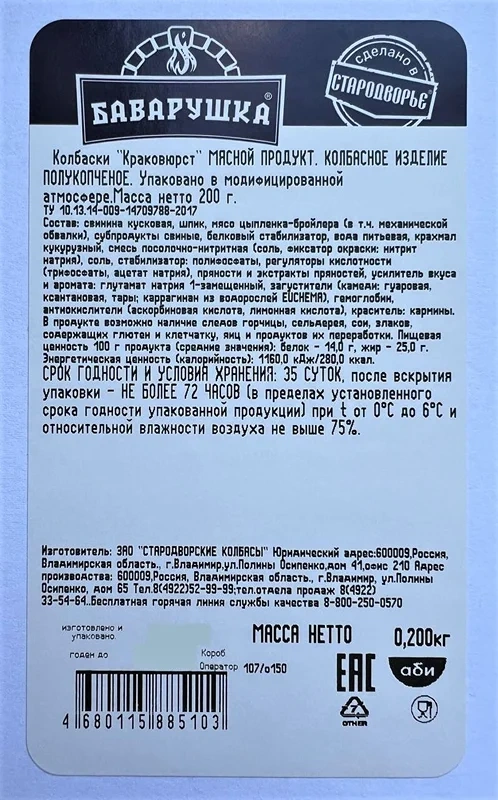 БАВАРУШКА®
сделано в
СТАРОДВОРЬЕ®
Колбаски "Краковюрст" МЯСНОЙ ПРОДУКТ. КОЛБАСНОЕ ИЗДЕЛИЕ
ПОЛУКОПЧЕНОЕ. Упаковано в модифицированной
атмосфере.Масса нетто 200 г.
ТУ 10.13.14-009-14709788-2017
Состав: свинина кусковая, шпик, мясо цыпленка-бройлера (в т.ч. механической
обвалки), субпродукты свиные, белковый стабилизатор, вода питьевая, крахмал
кукурузный, смесь посолочно-нитритная (соль, фиксатор окраски: нитрит
натрия), соль, стабилизатор: полифосфаты, регуляторы кислотности
(трифосфаты, ацетат натрия), пряности и экстракты пряностей, усилитель вкуса
и аромата: глутамат натрия 1-замещенный, загустители (камеди: гуаровая,
ксантановая, тары; каррагинан из водорослей EUCHEMA), гемоглобин,
антиокислители (аскорбиновая кислота, лимонная кислота), краситель: кармины.
В продукте возможно наличие следов горчицы, сельдерея, сои, злаков,
содержащих глютен и клетчатку, яиц и продуктов их переработки. Пищевая
ценность 100 г продукта (средние значения): белок - 14,0 г, жир - 25,0 г.
Энергетическая ценность (калорийность): 1160,0 кДж/280,0 ккал.
СРОК ГОДНОСТИ И УСЛОВИЯ ХРАНЕНИЯ: 35 СУТОК, после вскрытия
упаковки - НЕ БОЛЕЕ 72 ЧАСОВ (в пределах установленного
срока годности упакованной продукции) при t от 0°C до 6°C и
относительной влажности воздуха не выше 75%.
Изготовитель: ЗАО "СТАРОДВОРСКИЕ КОЛБАСЫ" Юридический адрес:600009,Россия,
Владимирская область., г.Владимир,ул.Полины Осипенко,дом 41,офис 210 Адрес
производства: 600009,Россия, Владимирская область., г.Владимир, ул.Полины
Осипенко, дом 65 Тел.8(4922)52-99-99;тел.отдела продаж 8(4922)
33-54-64..Бесплатная горячая линия службы качества 8-800-250-0570
изготовлено и
упаковано.
МАССА НЕТТО 0,200кг
годен до
Короб
Оператор 107/о150
EAC
аби
4 680115 885103
7
OTHER